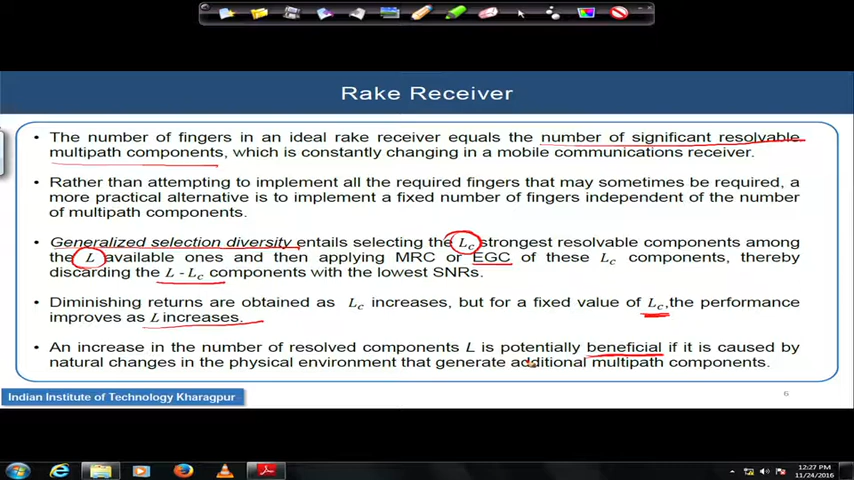 Rake Receiver
• The number of fingers in an ideal rake receiver equals the number of significant resolvable
multipath components, which is constantly changing in a mobile communications receiver.
• Rather than attempting to implement all the required fingers that may sometimes be required, a
more practical alternative is to implement a fixed number of fingers independent of the number
of multipath components.
• Generalized selection diversity entails selecting the L_c strongest resolvable components among
the L available ones and then applying MRC or EGC of these L_c components, thereby
discarding the L - L_c components with the lowest SNRs.
• Diminishing returns are obtained as L_c increases, but for a fixed value of L_c, the performance
improves as L increases.
• An increase in the number of resolved components L is potentially beneficial if it is caused by
natural changes in the physical environment that generate additional multipath components.
Indian Institute of Technology Kharagpur
6
12:27 PM
11/24/2016